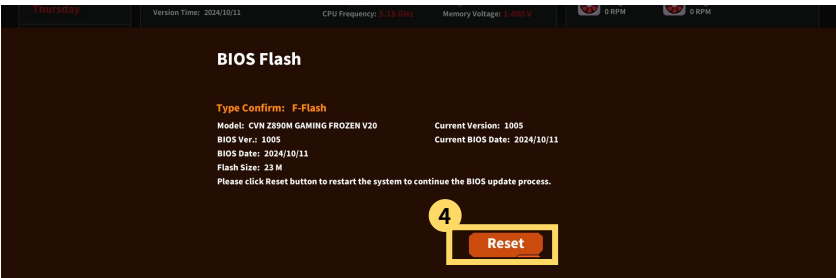 Thursday
Version Time: 2024/10/11
CPU Frequency: 3.19 GHz
Memory Voltage: 1.480 V
0 RPM
0 RPM
BIOS Flash
Type Confirm: F-Flash
Model: CVN Z890M GAMING FROZEN V20
Current Version: 1005
BIOS Ver.: 1005
Current BIOS Date: 2024/10/11
BIOS Date: 2024/10/11
Flash Size: 23 M
Please click Reset button to restart the system to continue the BIOS update process.
4
Reset